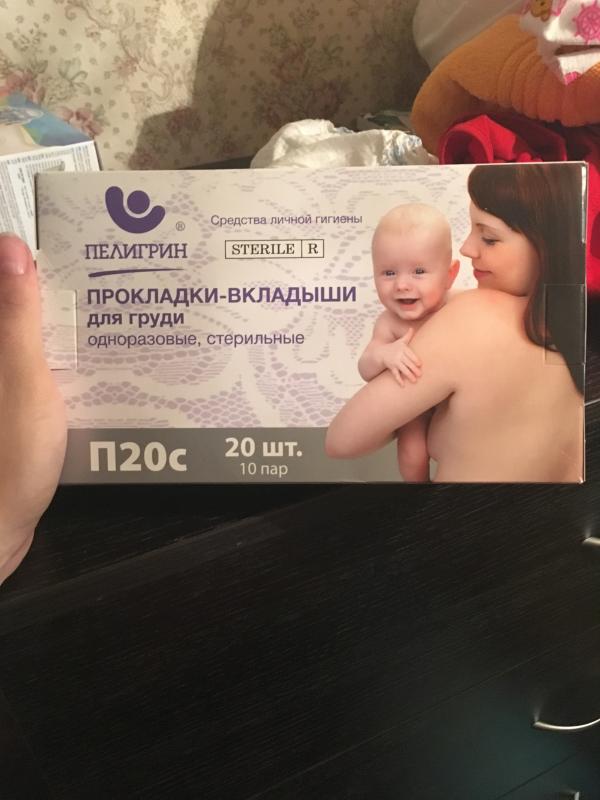 ПЕЛИГРИН
®
Средства личной гигиены
STERILE R
ПРОКЛАДКИ-ВКЛАДЫШИ
для груди
одноразовые, стерильные
П20с
20 шт.
10 пар